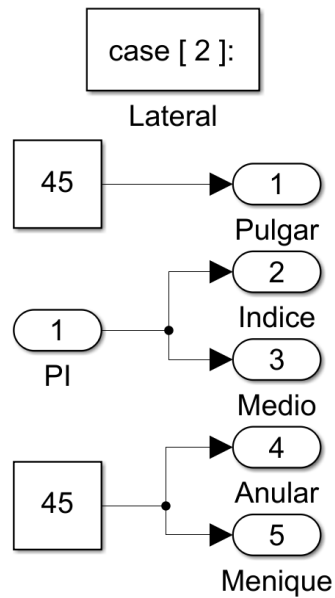 case [ 2 ]:
Lateral
45
1
Pulgar
2
Indice
1
PI
3
Medio
4
Anular
45
5
Menique